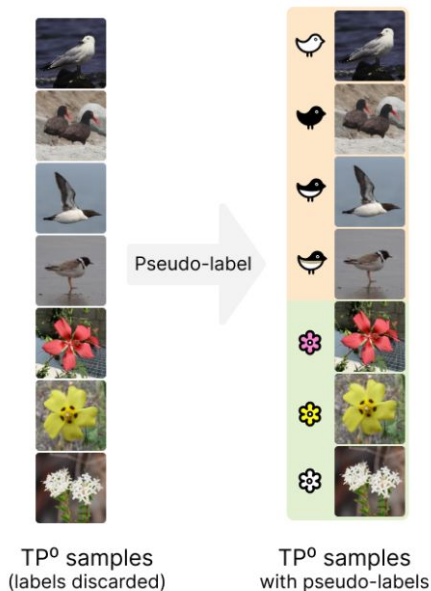 Pseudo-label
TP⁰ samples
(labels discarded)
TP⁰ samples
with pseudo-labels